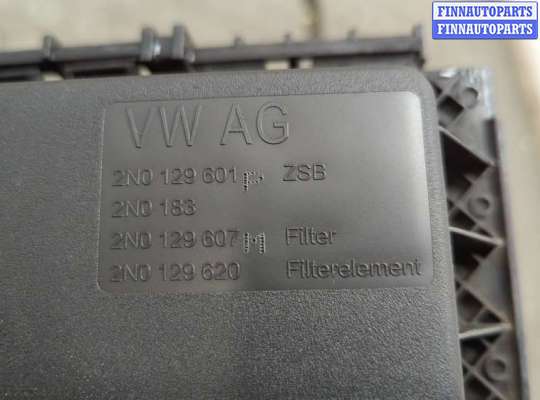 FINNAUTOPARTS
FINNAUTOPARTS
VW AG
2N0 129 601 ZSB
2N0 183
2N0 129 607 M Filter
2N0 129 620 Filterelement